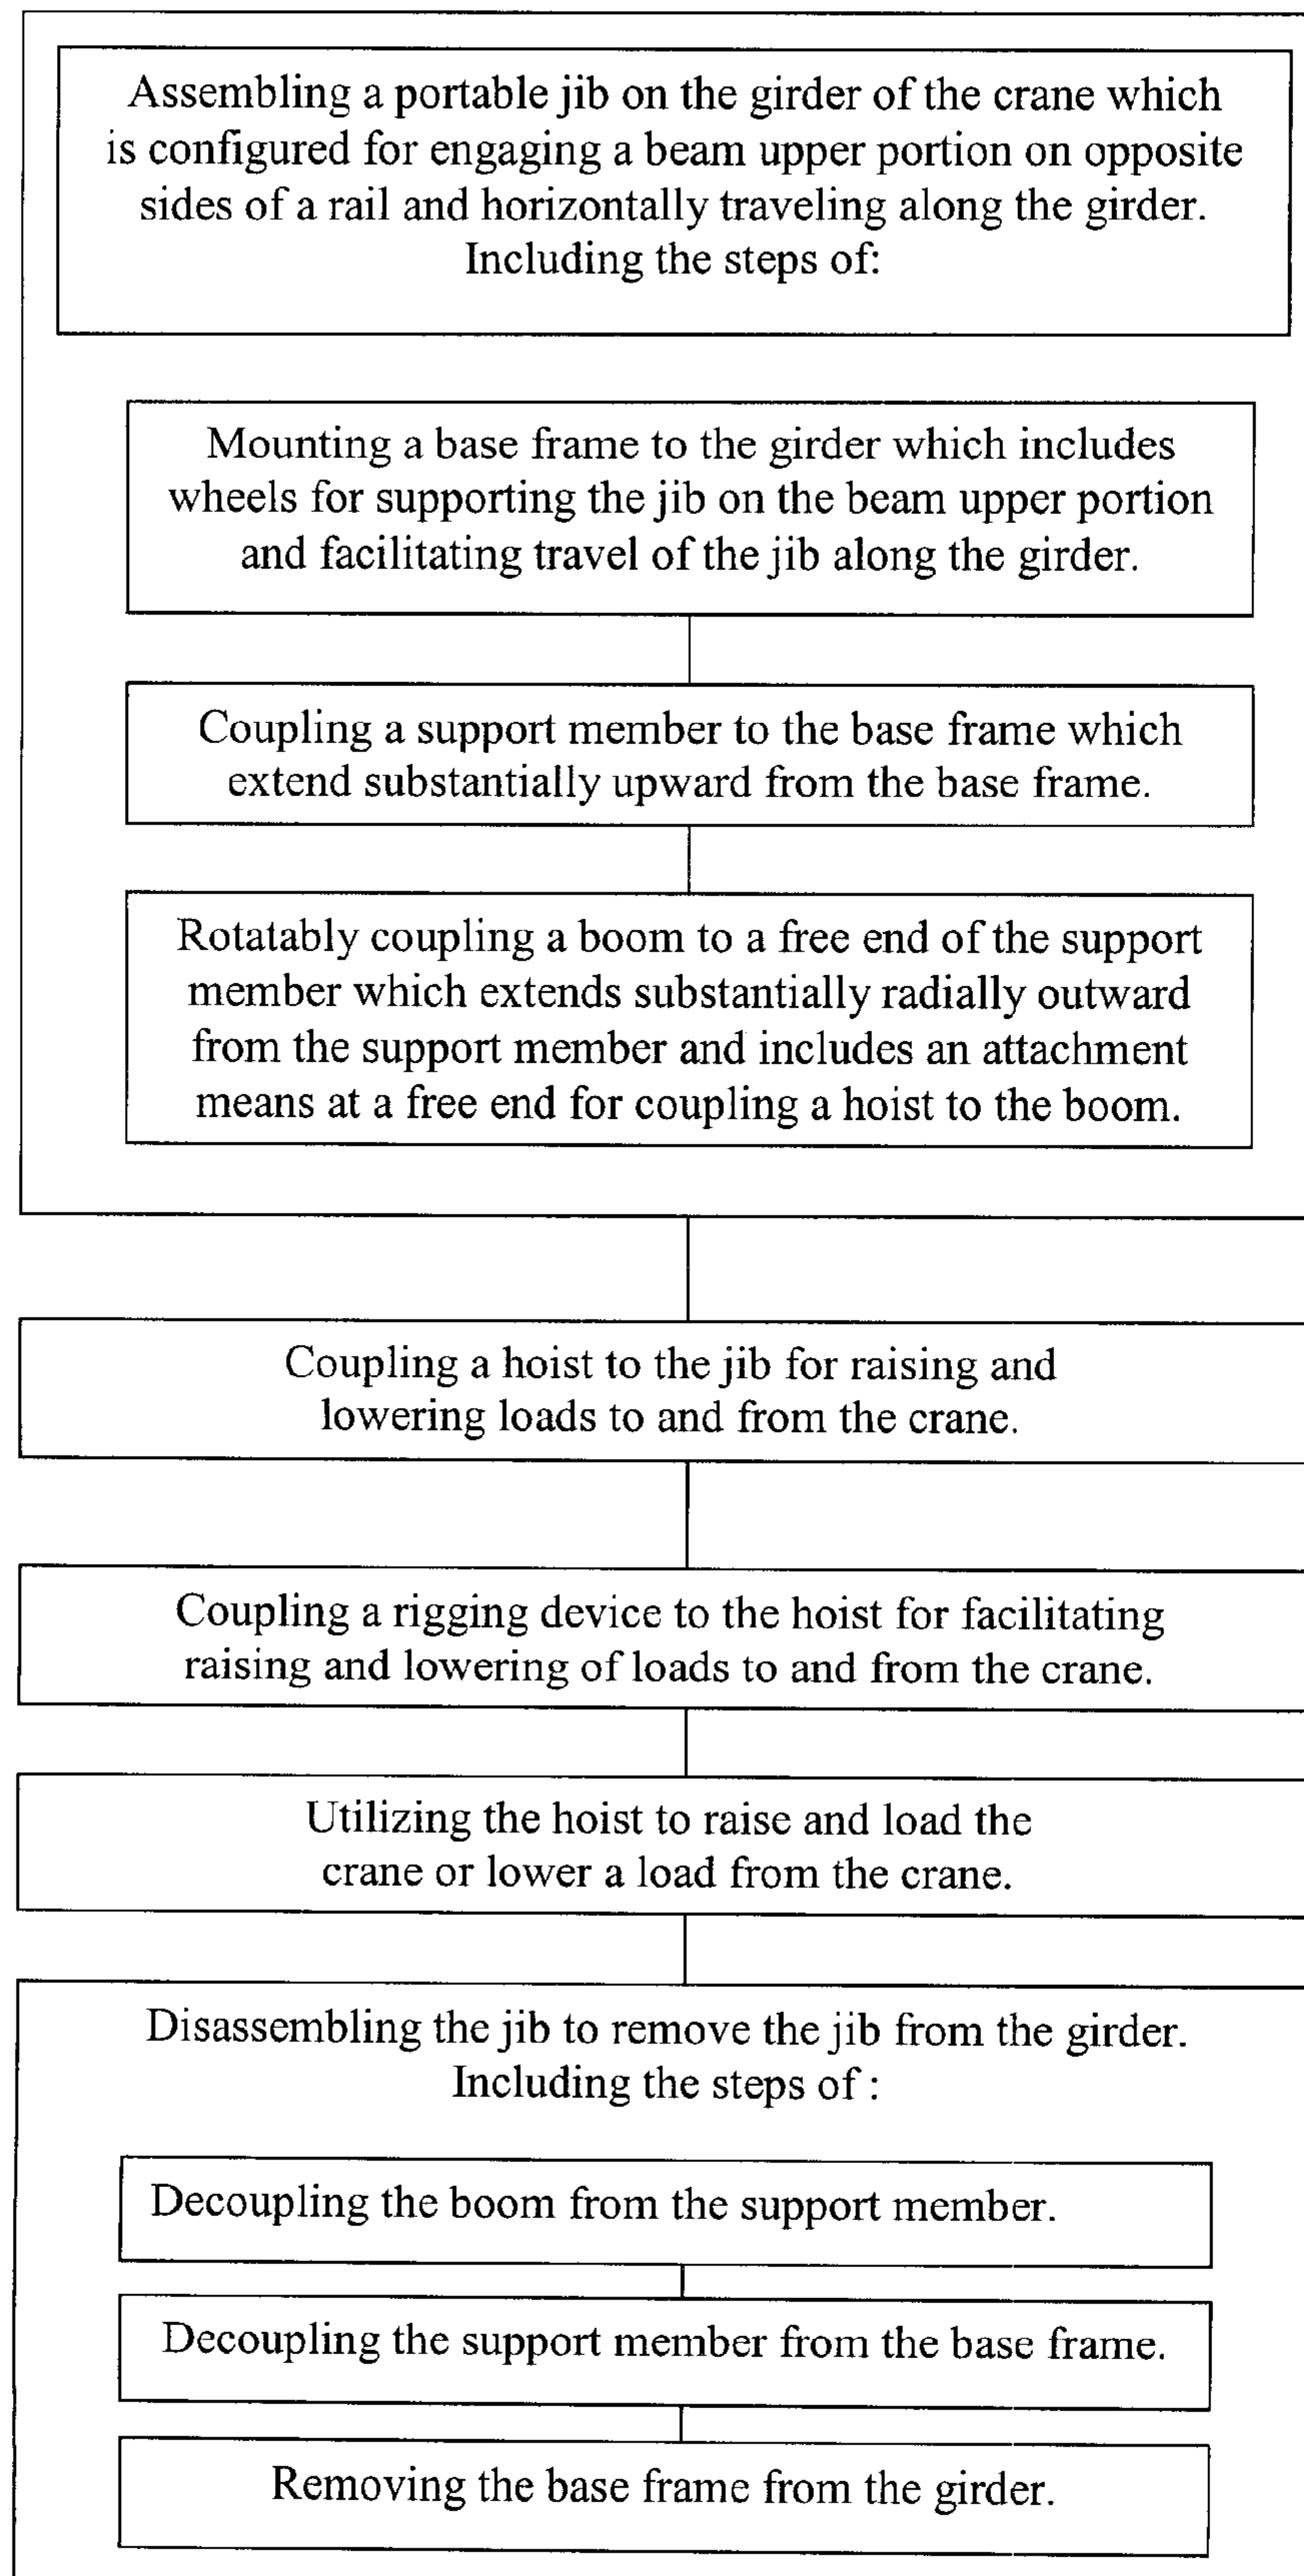 Assembling a portable jib on the girder of the crane which
is configured for engaging a beam upper portion on opposite
sides of a rail and horizontally traveling along the girder.
Including the steps of:
Mounting a base frame to the girder which includes
wheels for supporting the jib on the beam upper portion
and facilitating travel of the jib along the girder.
Coupling a support member to the base frame which
extend substantially upward from the base frame.
Rotatably coupling a boom to a free end of the support
member which extends substantially radially outward
from the support member and includes an attachment
means at a free end for coupling a hoist to the boom.
Coupling a hoist to the jib for raising and
lowering loads to and from the crane.
Coupling a rigging device to the hoist for facilitating
raising and lowering of loads to and from the crane.
Utilizing the hoist to raise and load the
crane or lower a load from the crane.
Disassembling the jib to remove the jib from the girder.
Including the steps of :
Decoupling the boom from the support member.
Decoupling the support member from the base frame.
Removing the base frame from the girder.